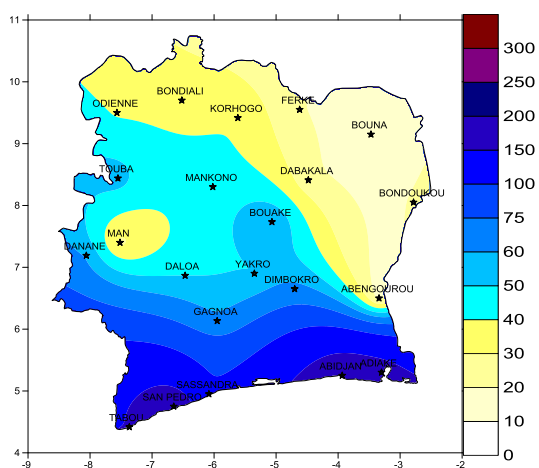 11
10
9
8
7
6
5
4
-9 -8 -7 -6 -5 -4 -3 -2
BONDIALI
ODIENNE
KORHOGO
FERKE
BOUNA
TOUBA
MANKONO
DABAKALA
BONDOUKOU
BOUAKE
MAN
DANANE
DALOA
YAKRO
DIMBOKRO
ABENGOUROU
GAGNOA
ABIDJAN
ADIAKE
SASSANDRA
SAN PEDRO
TABOU
300
250
200
150
100
75
60
50
40
30
20
10
0